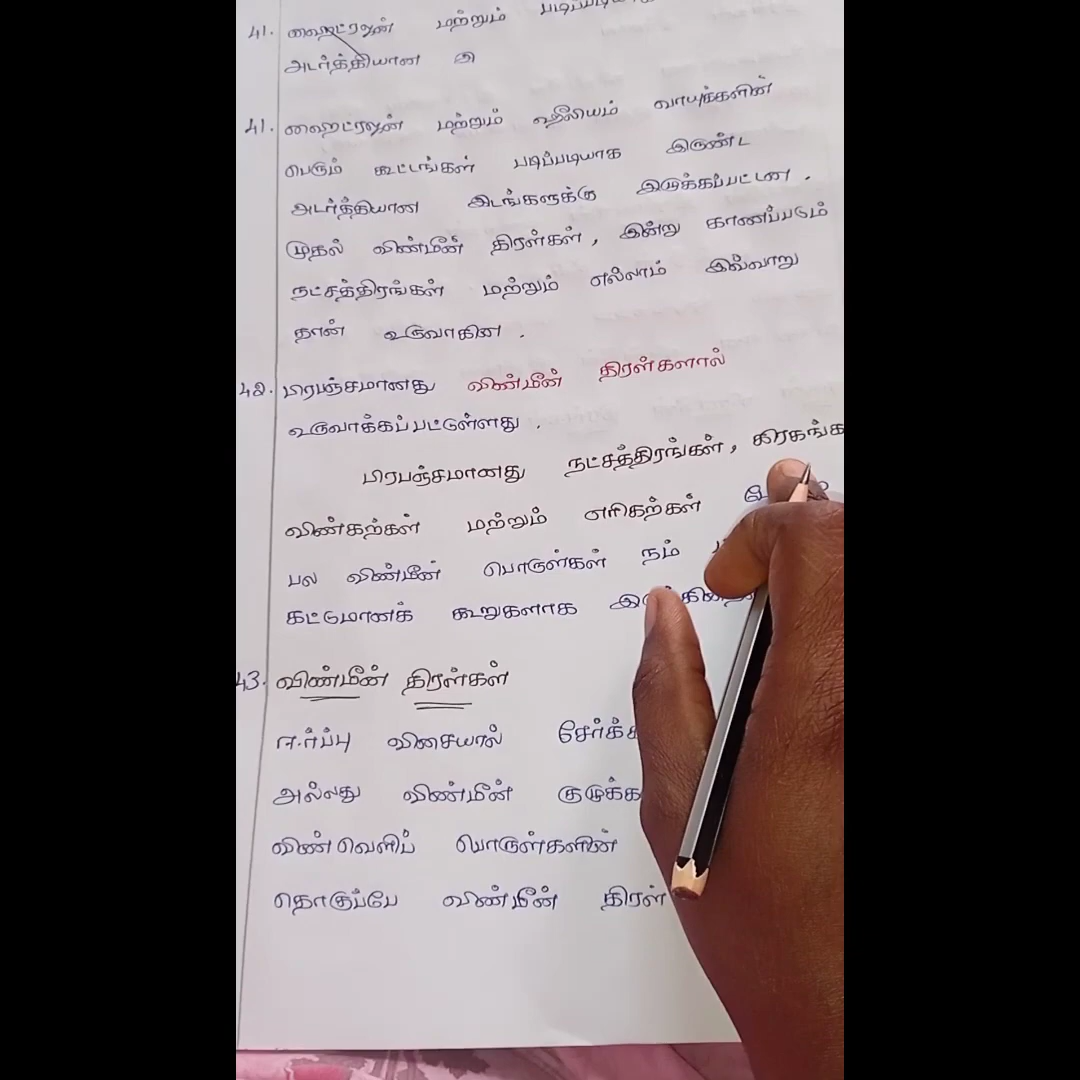 41. ஹைட்ரஜன் மற்றும்
அடர்த்தியான இ
41. ஹைட்ரஜன் மற்றும் ஹீலியம் வாயுக்களின்
பெரும் கூட்டங்கள் படிப்படியாக இருண்ட
அடர்த்தியான இடங்களுக்கு இழுக்கப்பட்டன.
முதல் விண்மீன் திரள்கள், இன்று காணப்படும்
நட்சத்திரங்கள் மற்றும் எல்லாம் இவ்வாறு
தான் உருவாகின.
42. பிரபஞ்சமானது விண்மீன் திரள்களால்
உருவாக்கப்பட்டுள்ளது.
பிரபஞ்சமானது நட்சத்திரங்கள்,
விண்கற்கள் மற்றும் எரிகற்கள்
பல விண்மீன் பொருள்கள் நம்
கட்டுமானக் கூறுகளாக
43. விண்மீன் திரள்கள்
ஈர்ப்பு விசையால்
அல்லது விண்மீன்
விண்வெளிப் பொருள்களின்
தொகுப்பே விண்மீன் திரள்